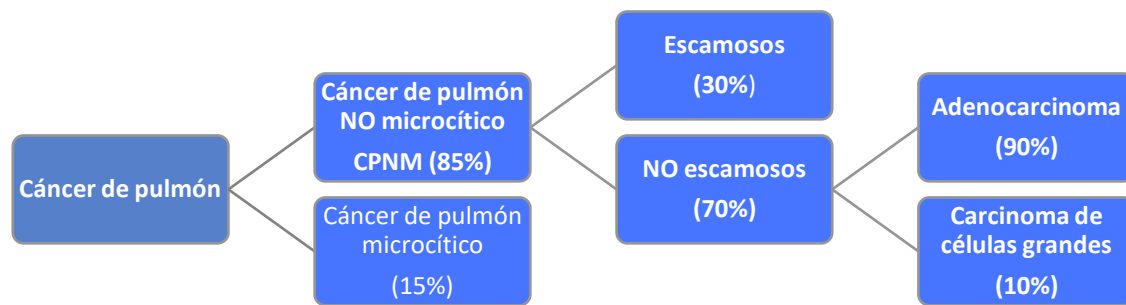 Cáncer de pulmón
Cáncer de pulmón
NO microcítico
CPNM (85%)
Cáncer de pulmón
microcítico
(15%)
Escamosos
(30%)
NO escamosos
(70%)
Adenocarcinoma
(90%)
Carcinoma de
células grandes
(10%)